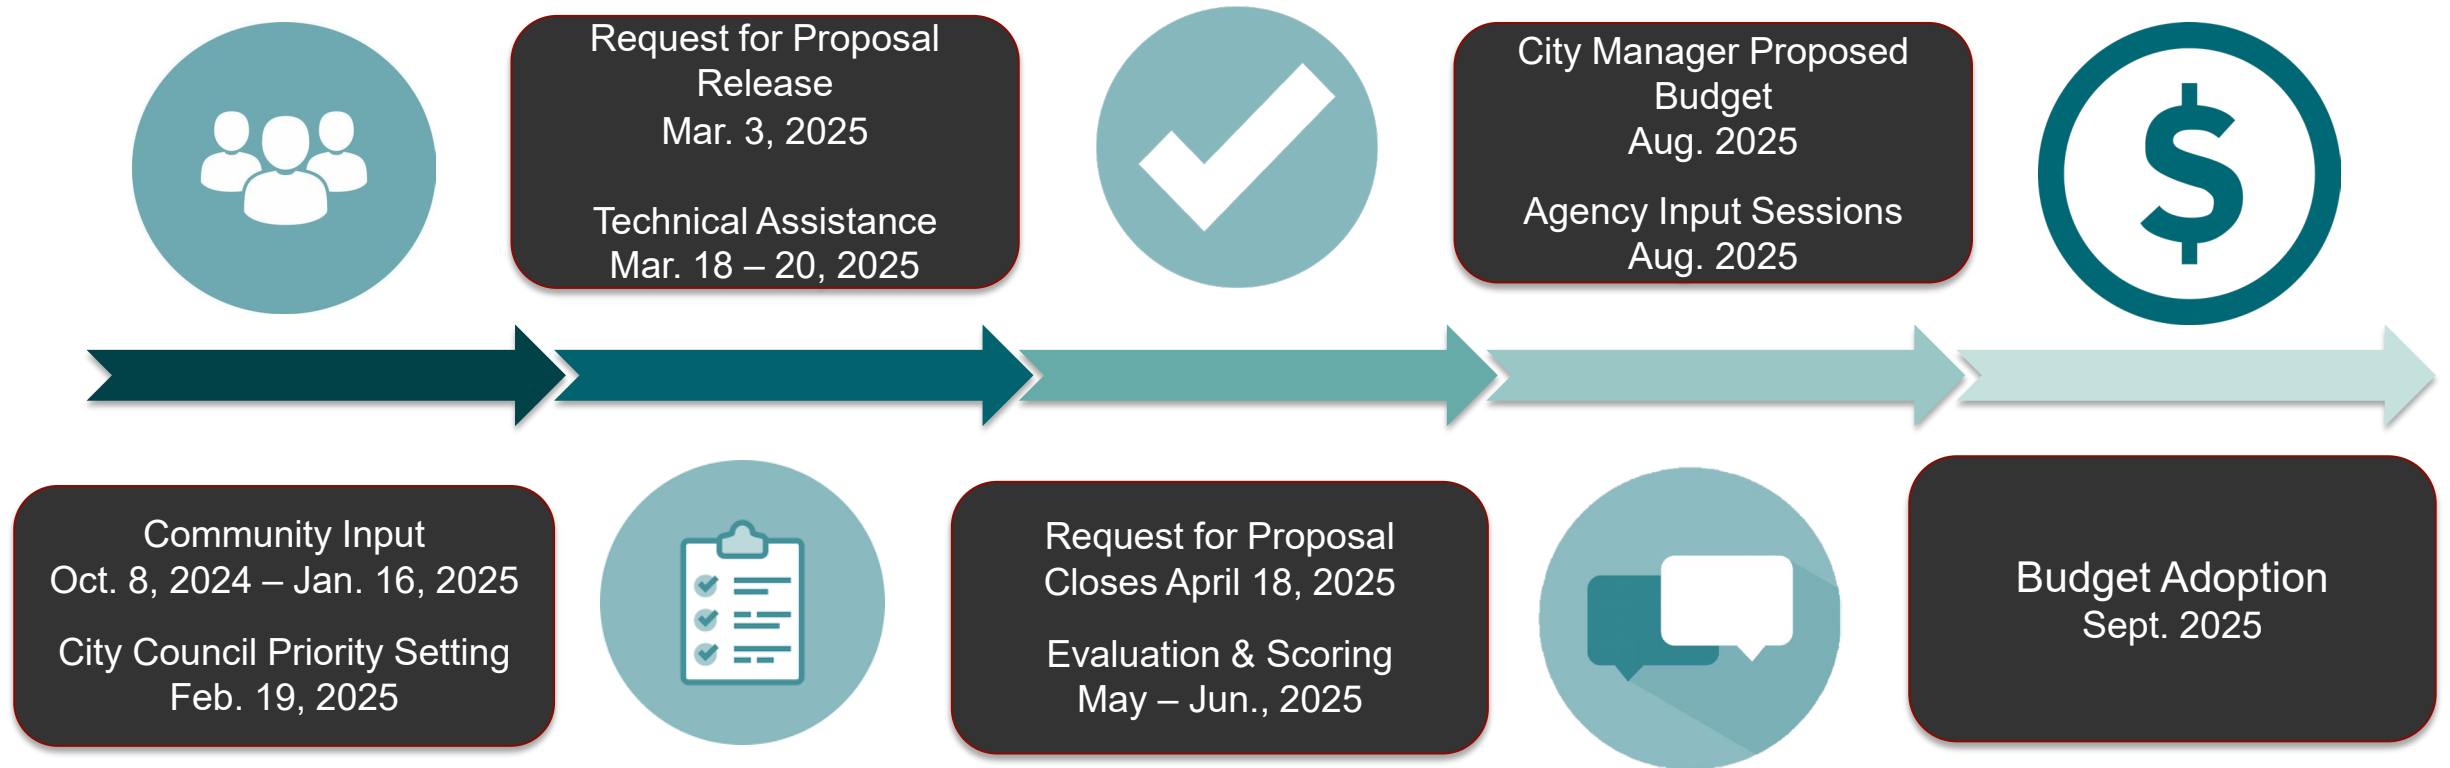 Community Input
Oct. 8, 2024 – Jan. 16, 2025
City Council Priority Setting
Feb. 19, 2025
Request for Proposal
Release
Mar. 3, 2025
Technical Assistance
Mar. 18 – 20, 2025
Request for Proposal
Closes April 18, 2025
Evaluation & Scoring
May – Jun., 2025
City Manager Proposed
Budget
Aug. 2025
Agency Input Sessions
Aug. 2025
$
Budget Adoption
Sept. 2025